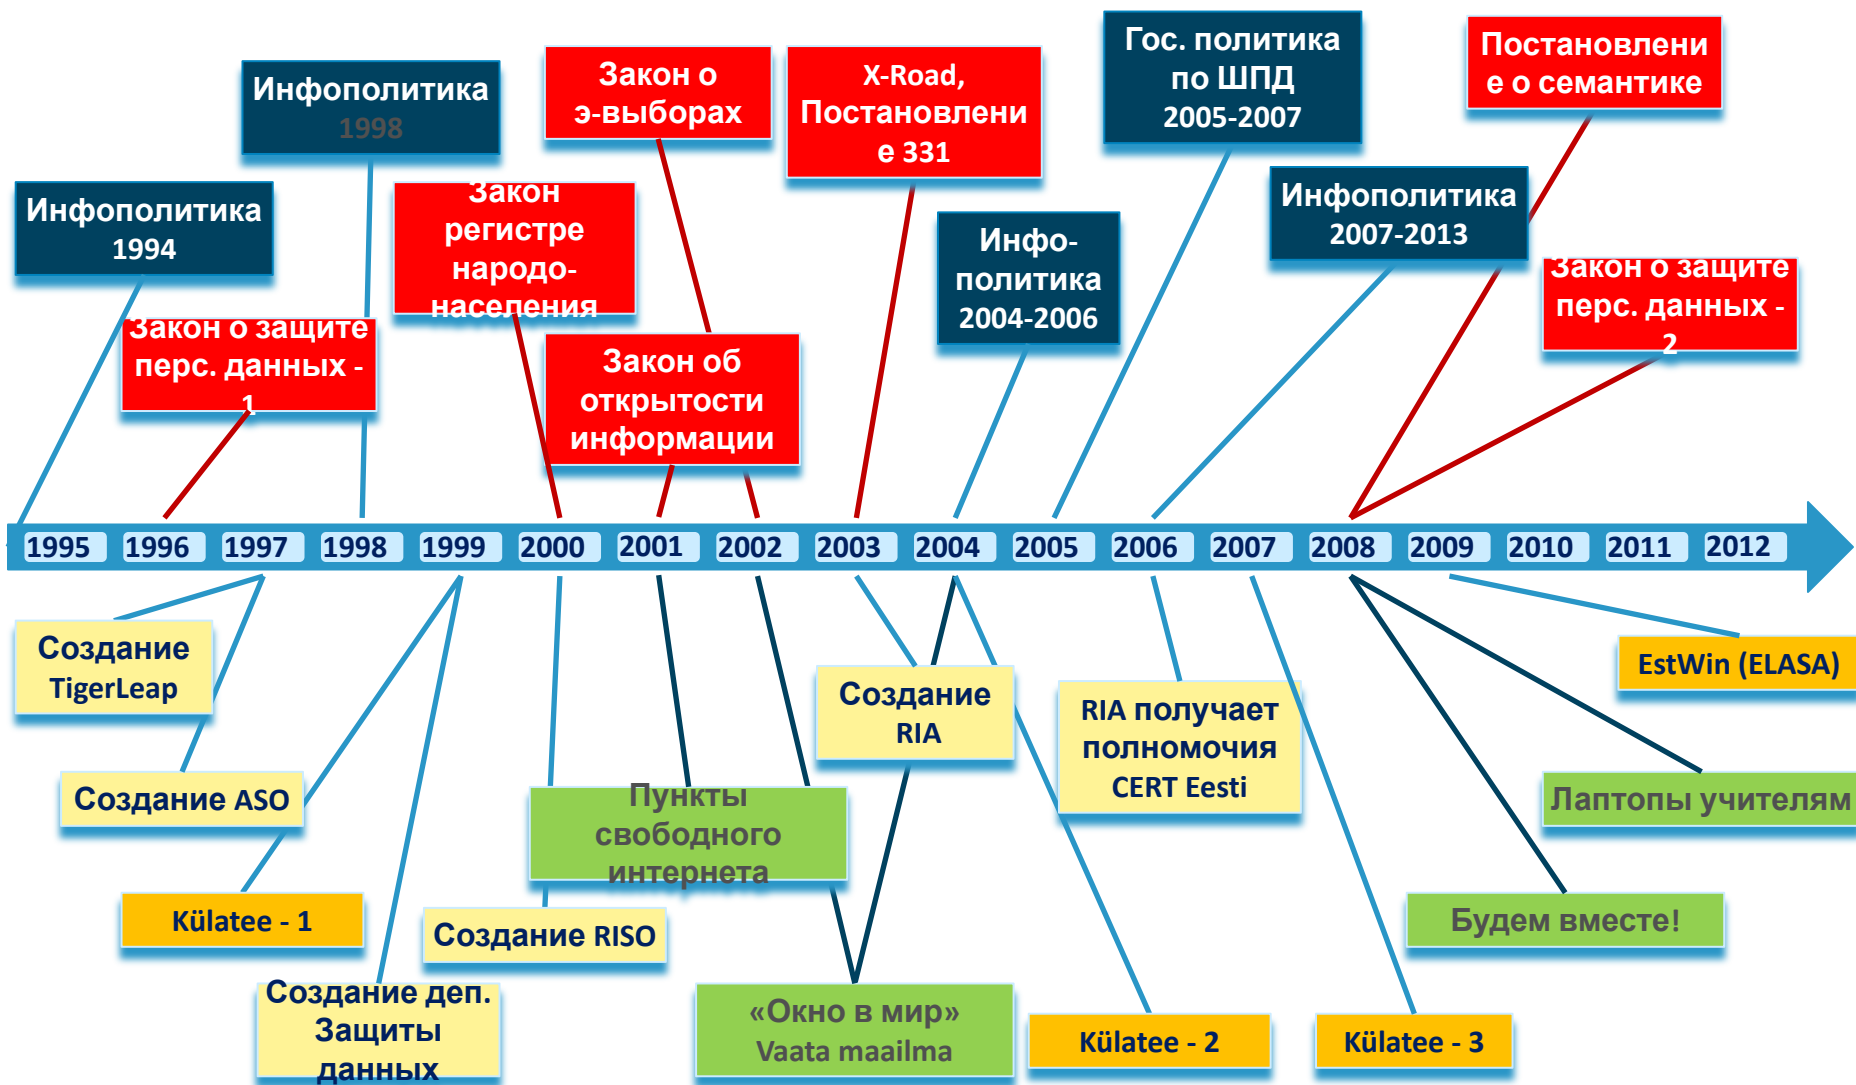 Инфополитика
1994
Инфополитика
1998
Закон о защите
перс. данных -
1
Закон
регистре
народо-
населения
Закон о
э-выборах
Закон об
открытости
информации
X-Road,
Постановлени
е 331
Инфо-
политика
2004-2006
Гос. политика
по ШПД
2005-2007
Инфополитика
2007-2013
Постановлени
е о семантике
Закон о защите
перс. данных -
2
1995 1996 1997 1998 1999 2000 2001 2002 2003 2004 2005 2006 2007 2008 2009 2010 2011 2012
Создание
TigerLeap
Создание ASO
Külatee - 1
Создание деп.
Защиты
данных
Создание RISO
Пункты
свободного
интернета
«Окно в мир»
Vaata maailma
Создание
RIA
Külatee - 2
RIA получает
полномочия
CERT Eesti
Külatee - 3
Будем вместе!
Лаптопы учителям
EstWin (ELASA)